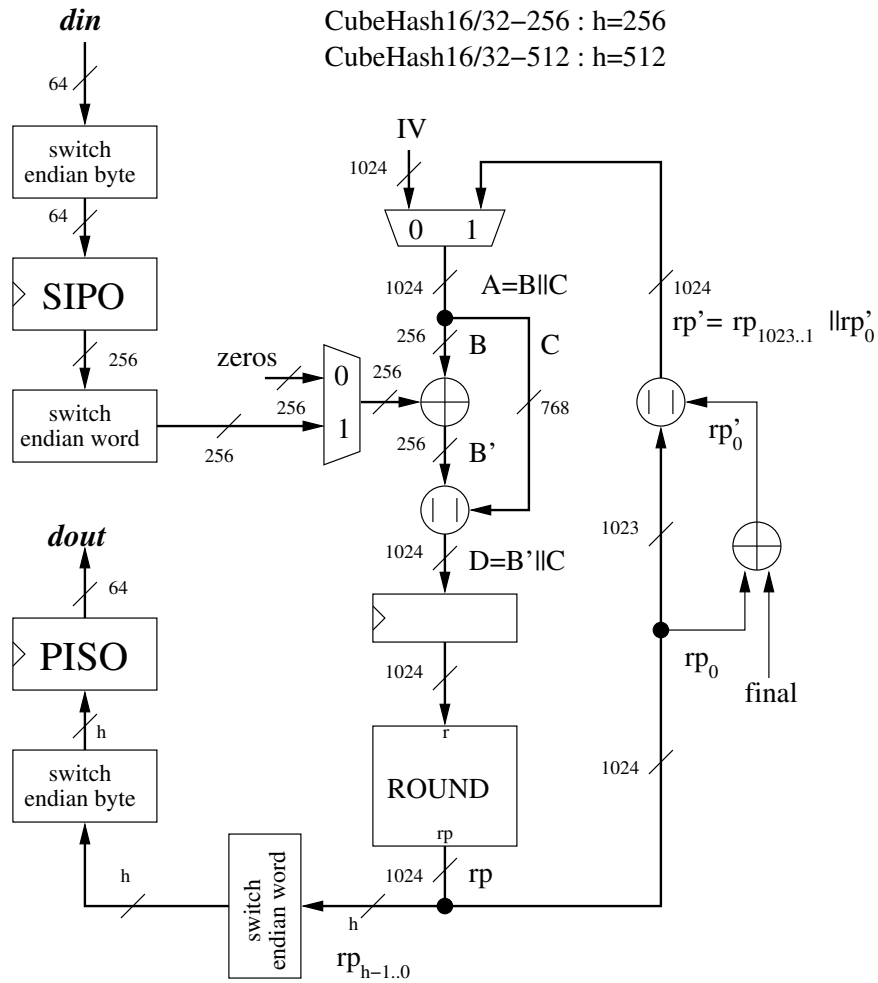 din
CubeHash16/32−256 : h=256
CubeHash16/32−512 : h=512
64
switch
endian byte
64
SIPO
256
switch
endian word
256
zeros
256
0
1
256
IV
1024
0 1
1024
A=B||C
256
B
C
768
256
B'
||
1024
D=B'||C
1024
r
ROUND
rp
1024
rp
1024
rp'= rp1023..1 ||rp'0
||
rp'0
1023
rp0
final
1024
dout
64
PISO
h
switch
endian byte
h
switch
endian word
h
rph−1..0